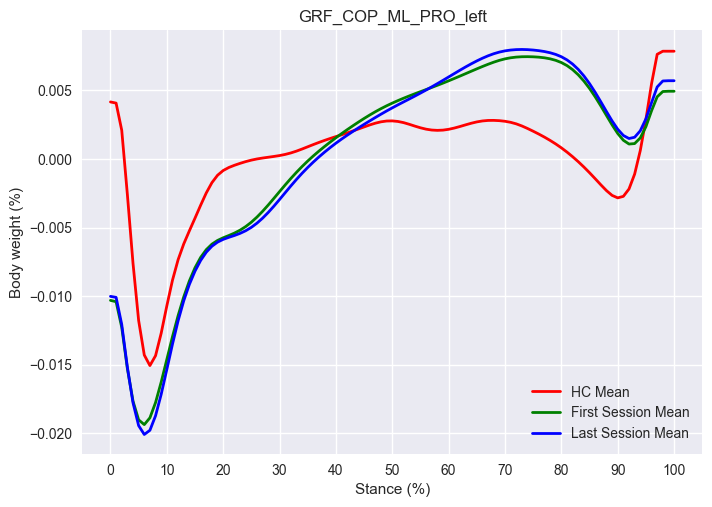 GRF_COP_ML_PRO_left
Body weight (%)
0.005
0.000
−0.005
−0.010
−0.015
−0.020
HC Mean
First Session Mean
Last Session Mean
0 10 20 30 40 50 60 70 80 90 100
Stance (%)